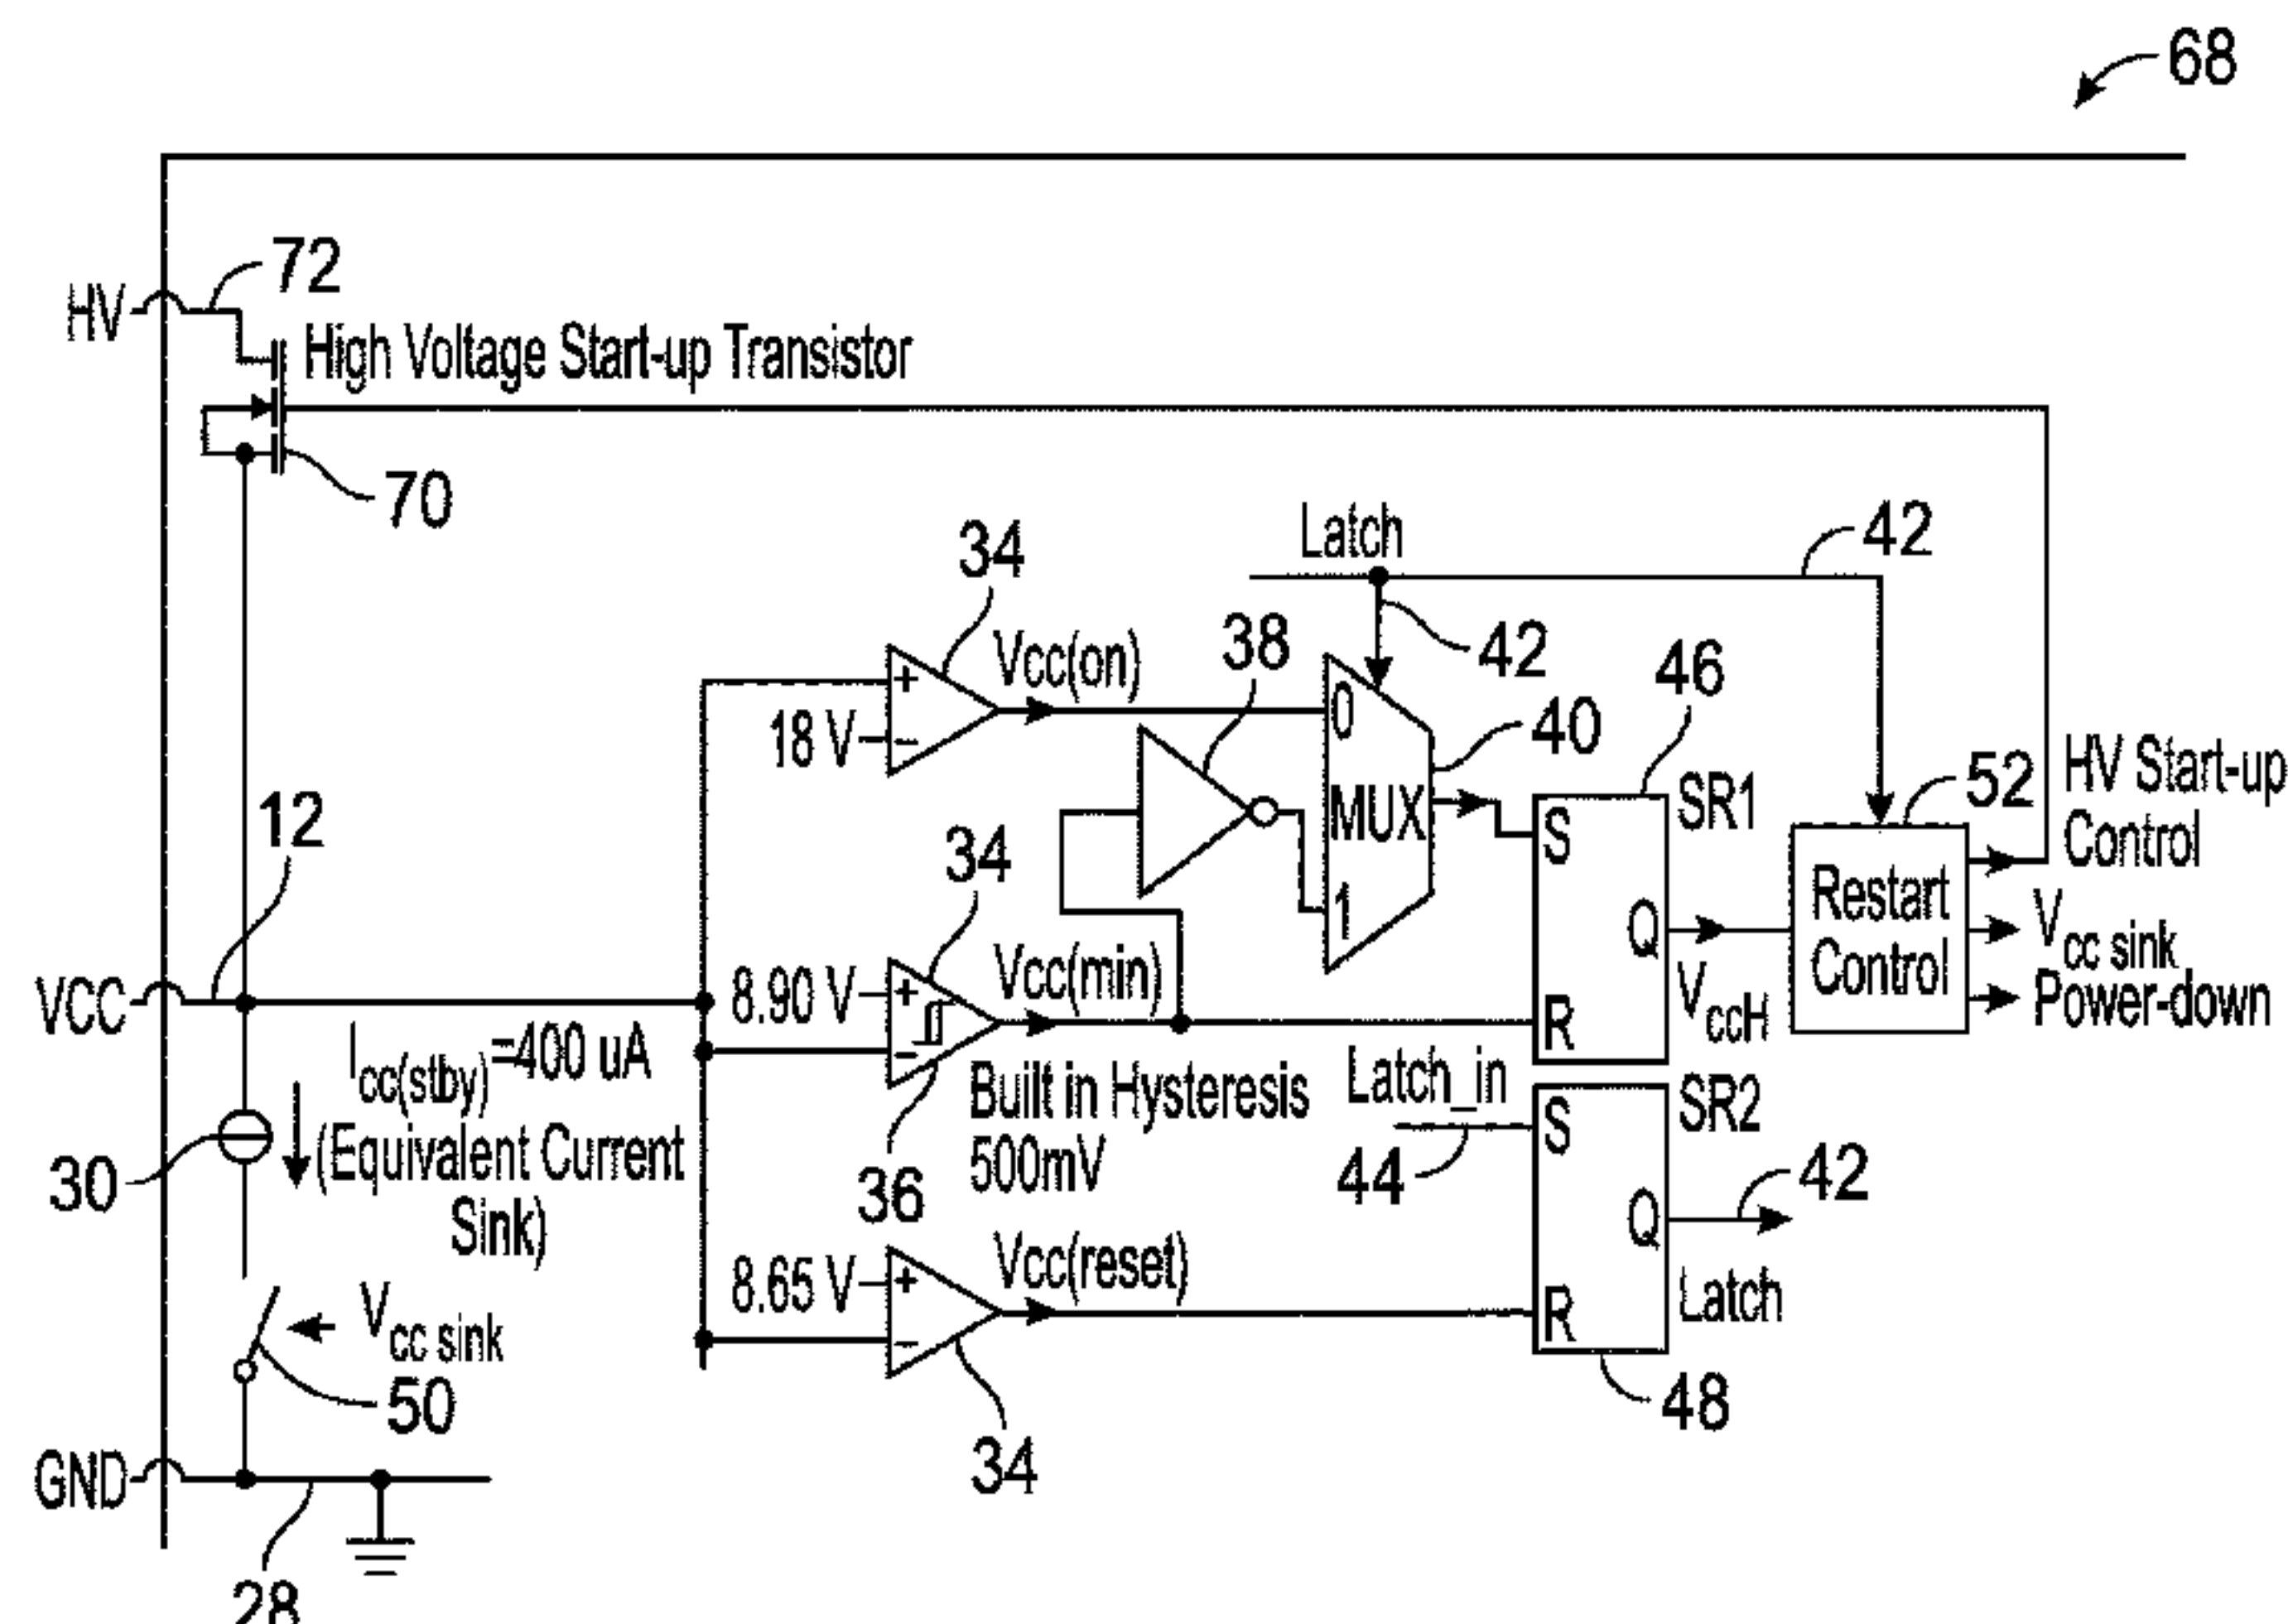 68
HV
72
High Voltage Start-up Transistor
70
Latch
42
34
Vcc(on)
38
42
46
18 V
+
−
0
40
MUX
1
SR1
S
Q
R
52
HV Start-up
Control
Restart
Control
VccH
Vcc sink
Power-down
12
VCC
34
8.90 V
+
−
Vcc(min)
Icc(stby)=400 uA
(Equivalent Current
Sink)
30
36
Built in Hysteresis
500mV
Latch_in
44
SR2
S
Q
R
42
Latch
8.65 V
+
−
Vcc(reset)
Vcc sink
50
34
48
GND
28